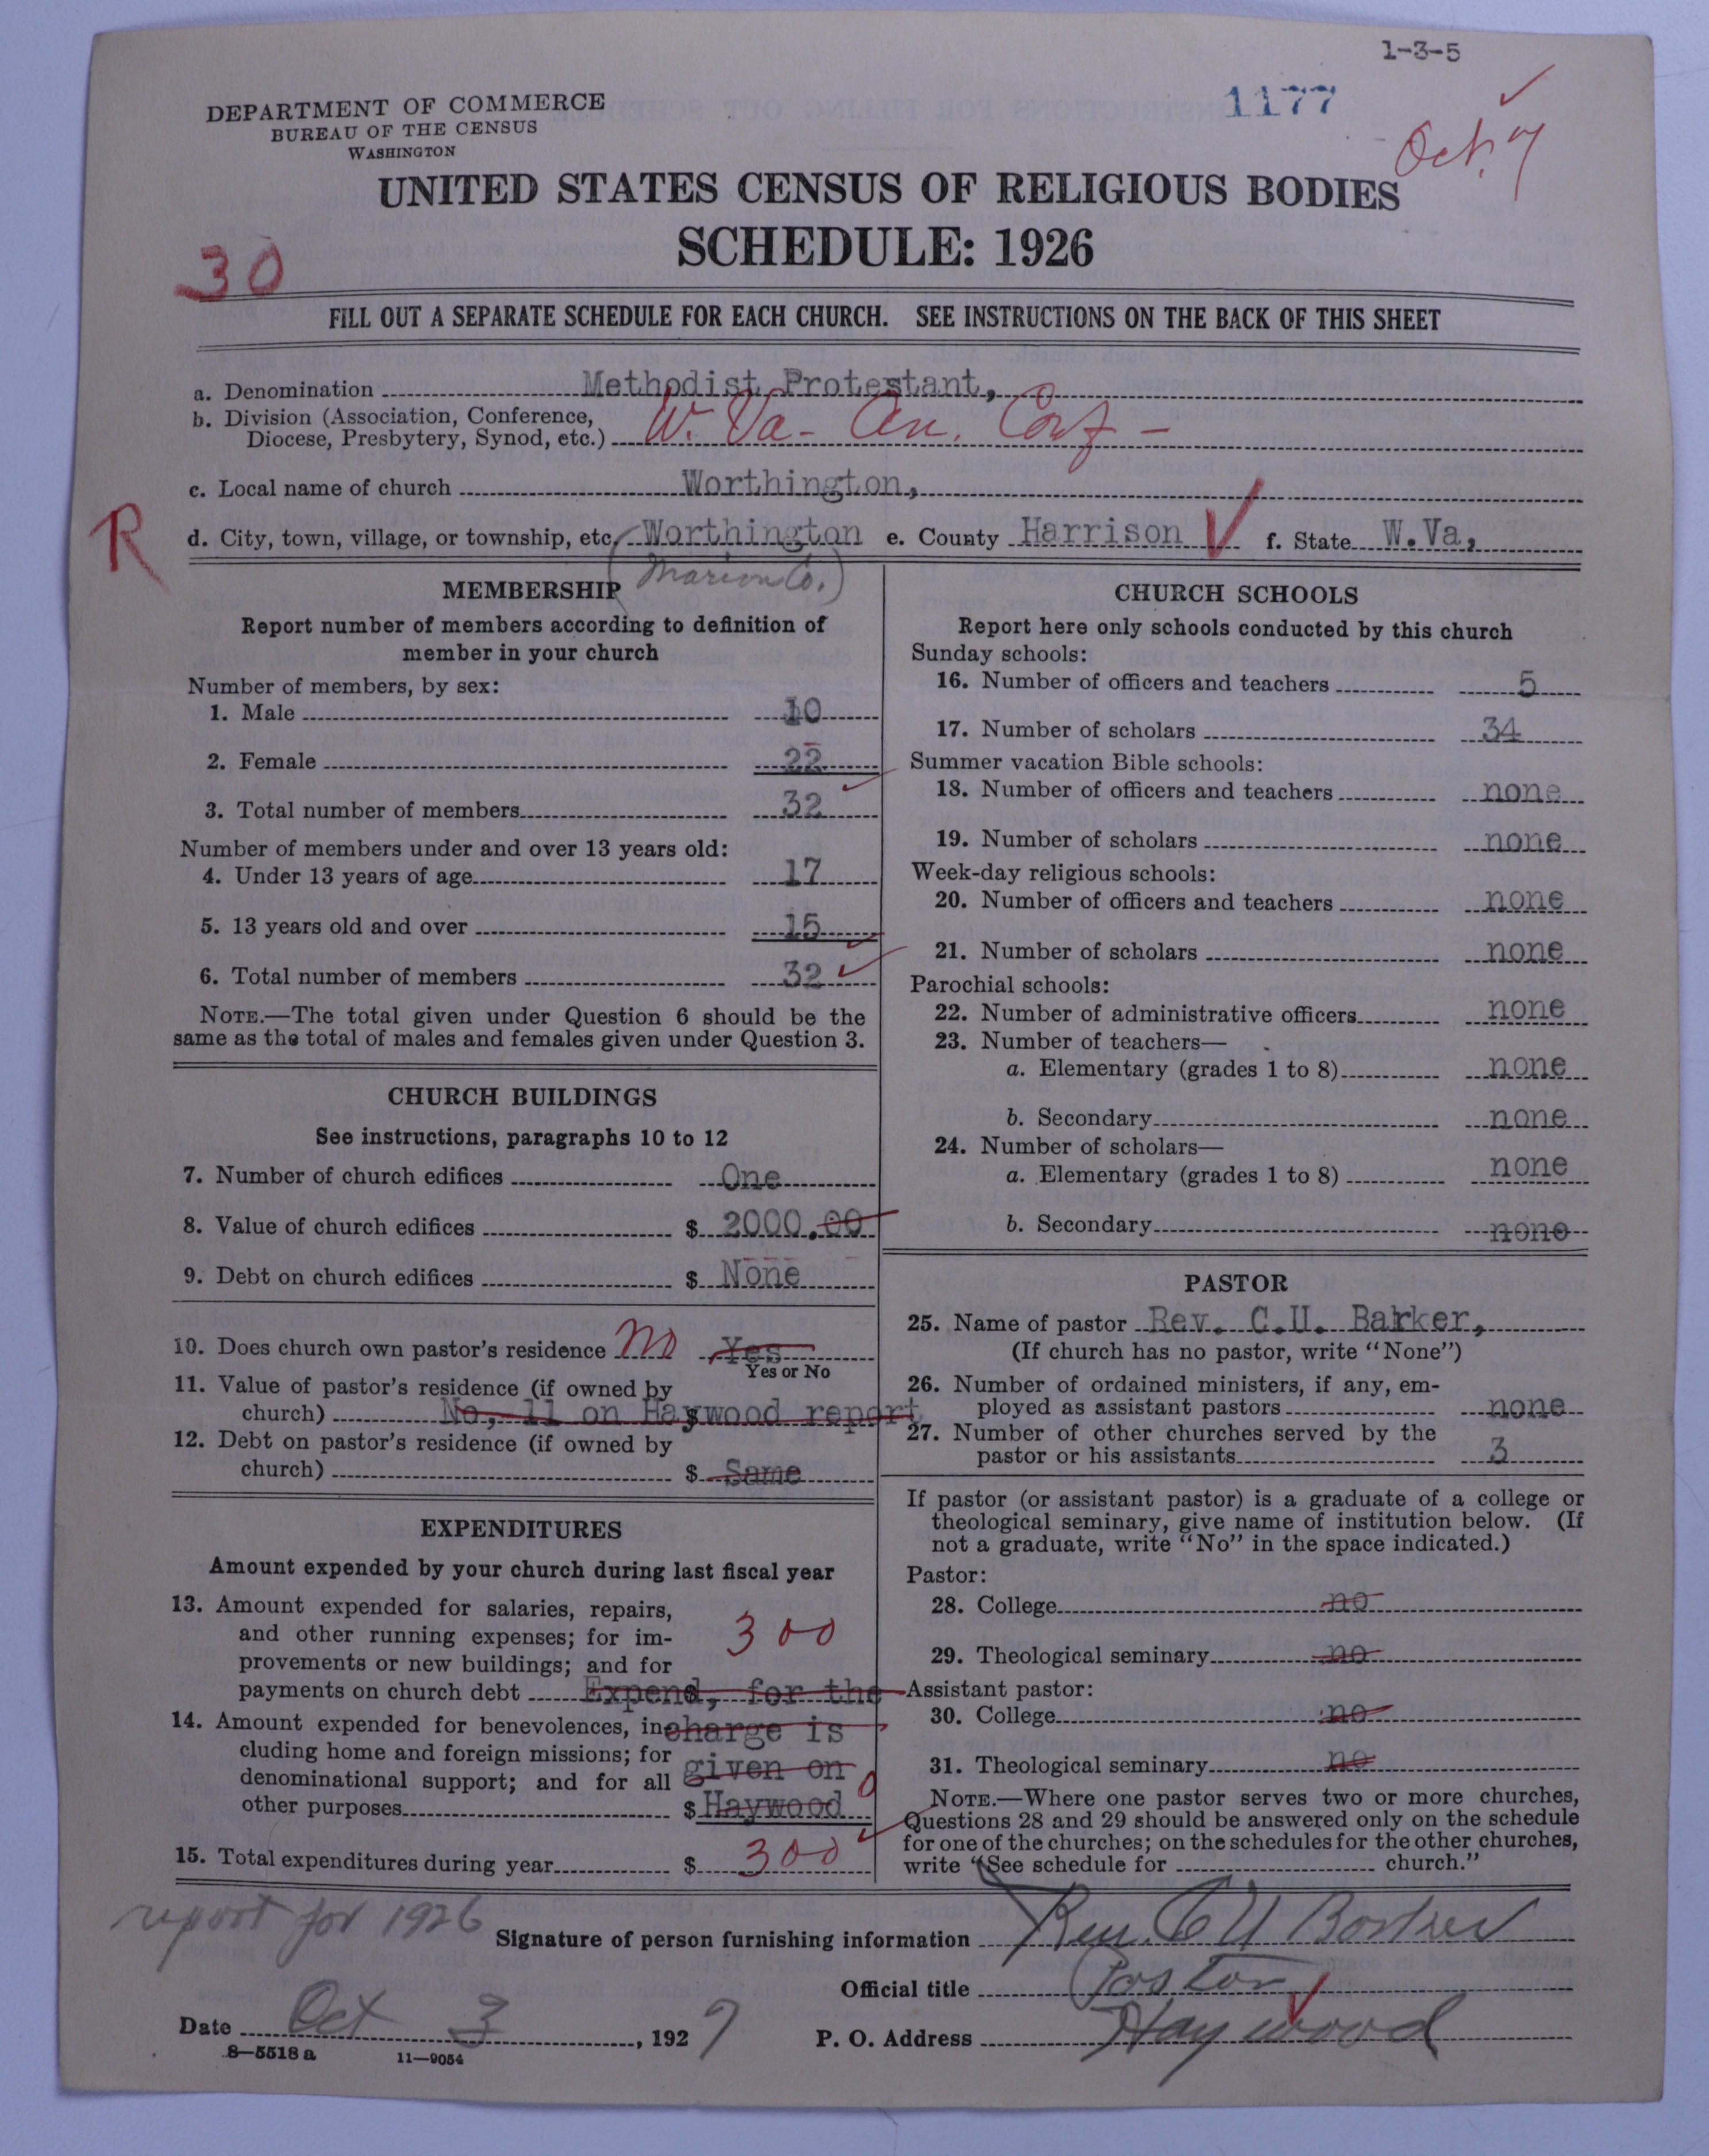 1-3-5
1177
Oct. 7
DEPARTMENT OF COMMERCE
BUREAU OF THE CENSUS
WASHINGTON
UNITED STATES CENSUS OF RELIGIOUS BODIES
SCHEDULE: 1926
30
FILL OUT A SEPARATE SCHEDULE FOR EACH CHURCH. SEE INSTRUCTIONS ON THE BACK OF THIS SHEET
a. Denomination Methodist Protestant,
b. Division (Association, Conference,
Diocese, Presbytery, Synod, etc.) W. Va- An. Conf -
c. Local name of church Worthington,
R
d. City, town, village, or township, etc. Worthington e. County Harrison f. State W.Va,
(Marion Co.)
MEMBERSHIP
Report number of members according to definition of
member in your church
Number of members, by sex:
1. Male 10
2. Female 22
3. Total number of members 32
Number of members under and over 13 years old:
4. Under 13 years of age 17
5. 13 years old and over 15
6. Total number of members 32
NOTE.—The total given under Question 6 should be the
same as the total of males and females given under Question 3.
CHURCH BUILDINGS
See instructions, paragraphs 10 to 12
7. Number of church edifices One
8. Value of church edifices $ 2000.00
9. Debt on church edifices $ None
10. Does church own pastor's residence No Yes
Yes or No
11. Value of pastor's residence (if owned by
church) No, 11 on Haywood report
12. Debt on pastor's residence (if owned by
church) $ Same
EXPENDITURES
Amount expended by your church during last fiscal year
13. Amount expended for salaries, repairs,
and other running expenses; for im-
provements or new buildings; and for
300
payments on church debt Expend, for the
14. Amount expended for benevolences, in- charge is
cluding home and foreign missions; for
denominational support; and for all given on
other purposes $ Haywood 0
15. Total expenditures during year $ 300
CHURCH SCHOOLS
Report here only schools conducted by this church
Sunday schools:
16. Number of officers and teachers 5
17. Number of scholars 34
Summer vacation Bible schools:
18. Number of officers and teachers none
19. Number of scholars none
Week-day religious schools:
20. Number of officers and teachers none
21. Number of scholars none
Parochial schools:
22. Number of administrative officers none
23. Number of teachers—
a. Elementary (grades 1 to 8) none
b. Secondary none
24. Number of scholars—
a. Elementary (grades 1 to 8) none
b. Secondary none
PASTOR
25. Name of pastor Rev. C.U. Barker,
(If church has no pastor, write "None")
26. Number of ordained ministers, if any, em-
ployed as assistant pastors none
27. Number of other churches served by the
pastor or his assistants 3
If pastor (or assistant pastor) is a graduate of a college or
theological seminary, give name of institution below. (If
not a graduate, write "No" in the space indicated.)
Pastor:
28. College no
29. Theological seminary no
Assistant pastor:
30. College no
31. Theological seminary no
NOTE.—Where one pastor serves two or more churches,
Questions 28 and 29 should be answered only on the schedule
for one of the churches; on the schedules for the other churches,
write "See schedule for church."
report for 1926
Signature of person furnishing information Rev. C U Barker
Official title Pastor
Date Oct 3, 1927 P. O. Address Haywood
8—5518 a 11—9054